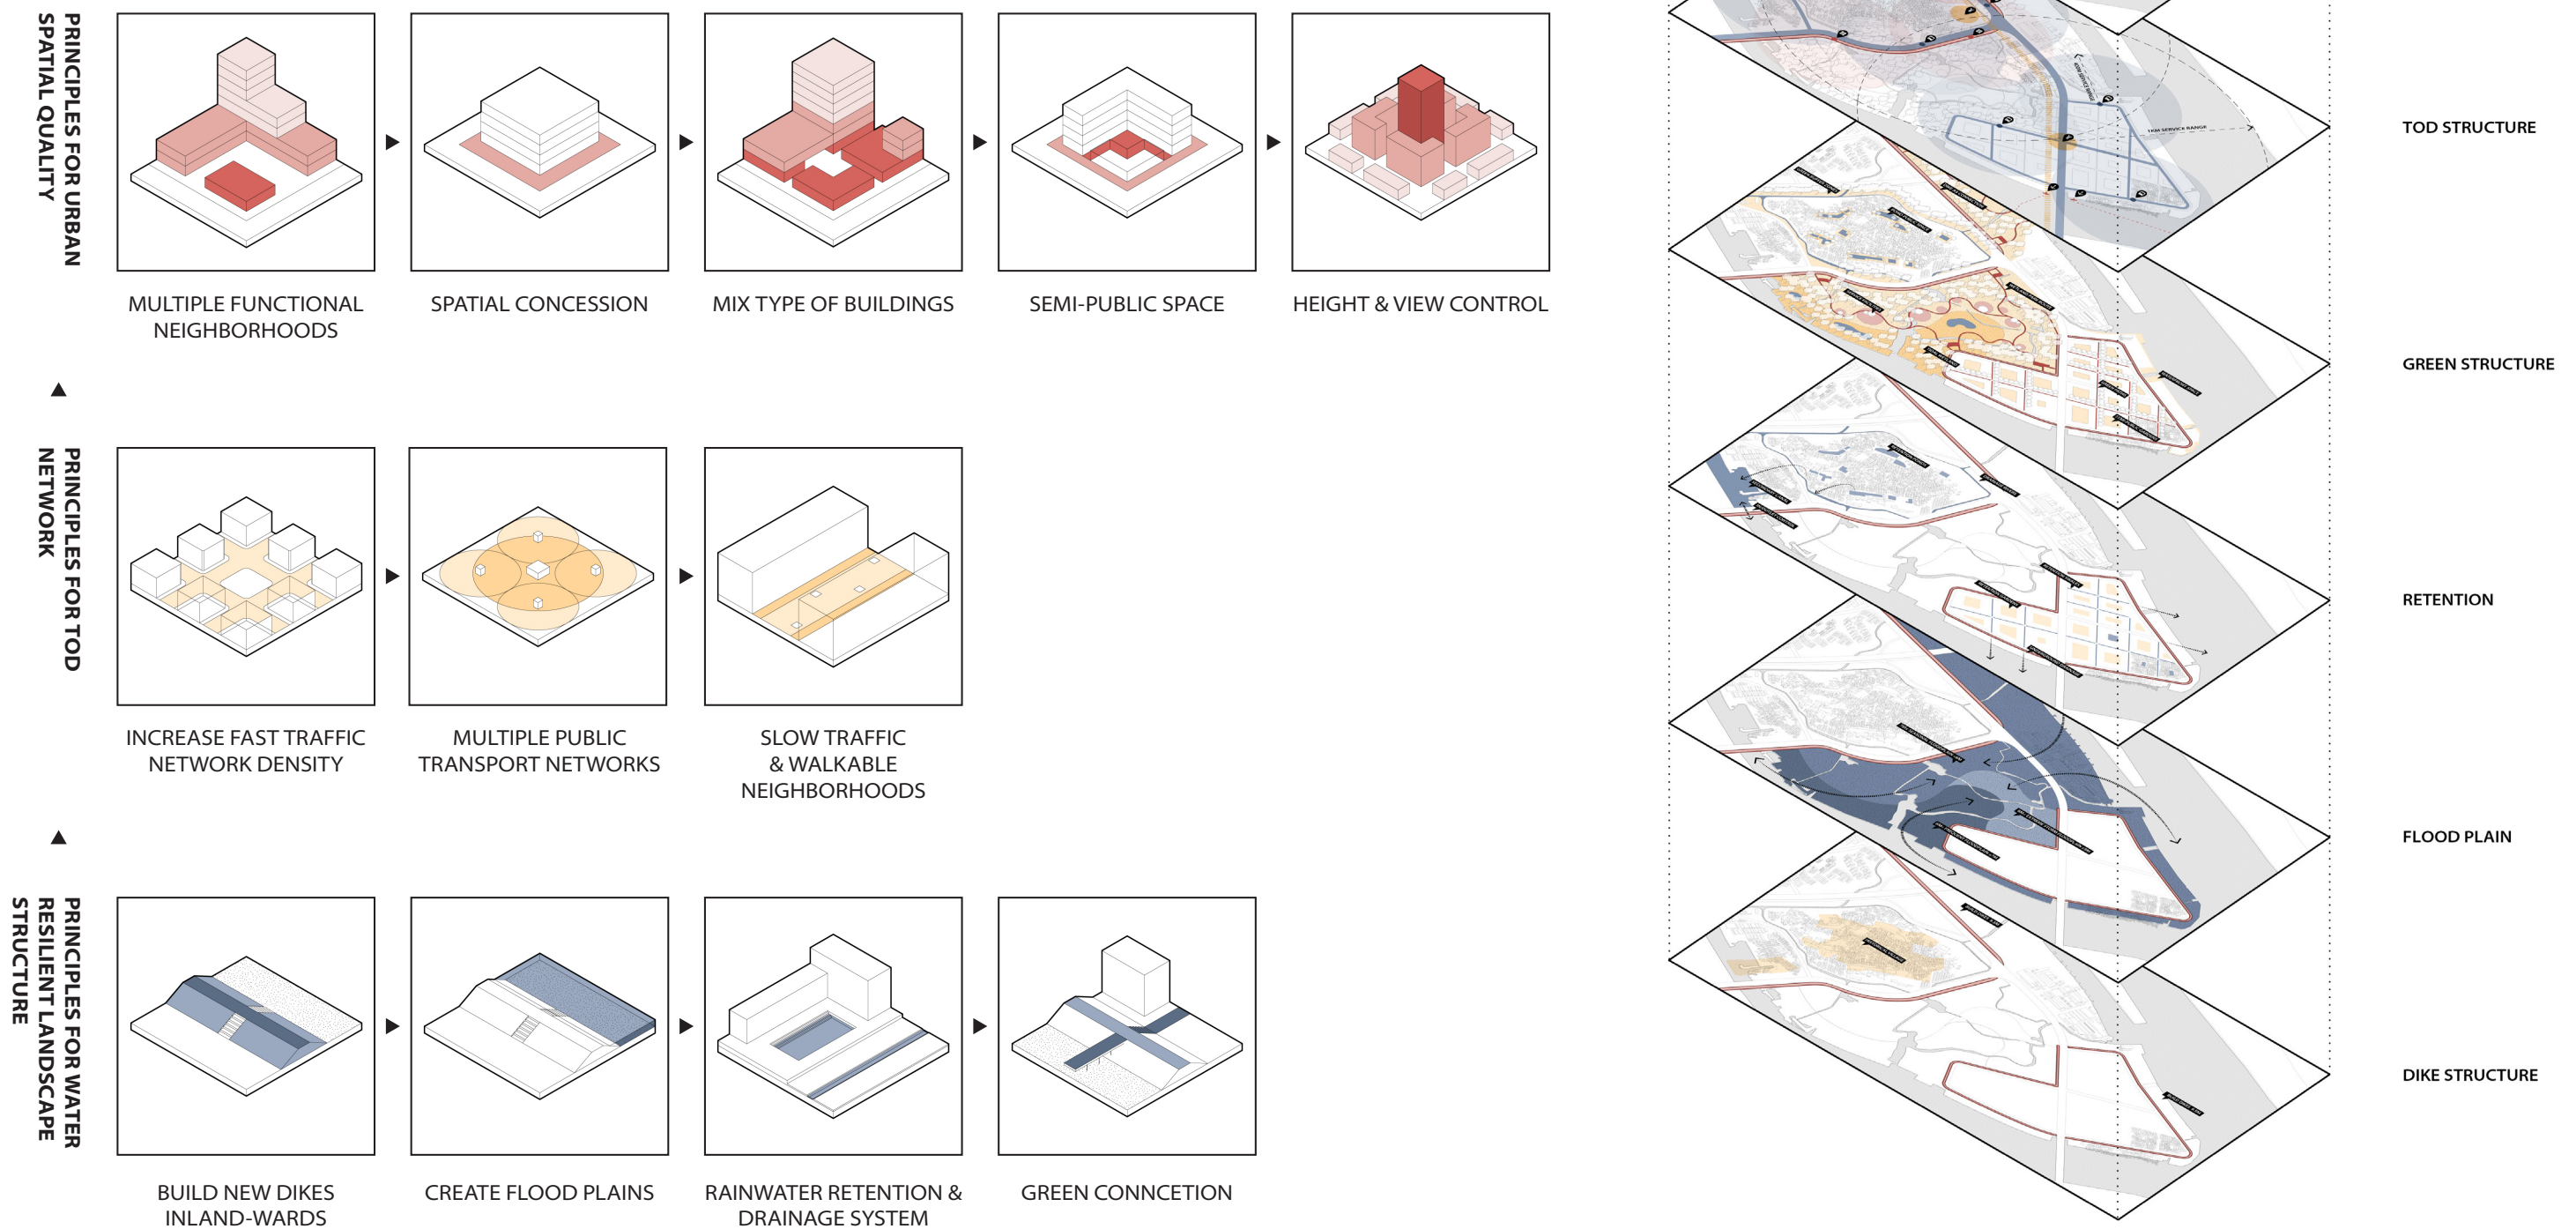 PRINCIPLES FOR URBAN
SPATIAL QUALITY
MULTIPLE FUNCTIONAL
NEIGHBORHOODS
SPATIAL CONCESSION
MIX TYPE OF BUILDINGS
SEMI-PUBLIC SPACE
HEIGHT & VIEW CONTROL
PRINCIPLES FOR TOD
NETWORK
INCREASE FAST TRAFFIC
NETWORK DENSITY
MULTIPLE PUBLIC
TRANSPORT NETWORKS
SLOW TRAFFIC
& WALKABLE
NEIGHBORHOODS
PRINCIPLES FOR WATER
RESILIENT LANDSCAPE
STRUCTURE
BUILD NEW DIKES
INLAND-WARDS
CREATE FLOOD PLAINS
RAINWATER RETENTION &
DRAINAGE SYSTEM
GREEN CONNCETION
1KM SERVICE RANGE
TOD STRUCTURE
GREEN STRUCTURE
RETENTION
FLOOD PLAIN
DIKE STRUCTURE